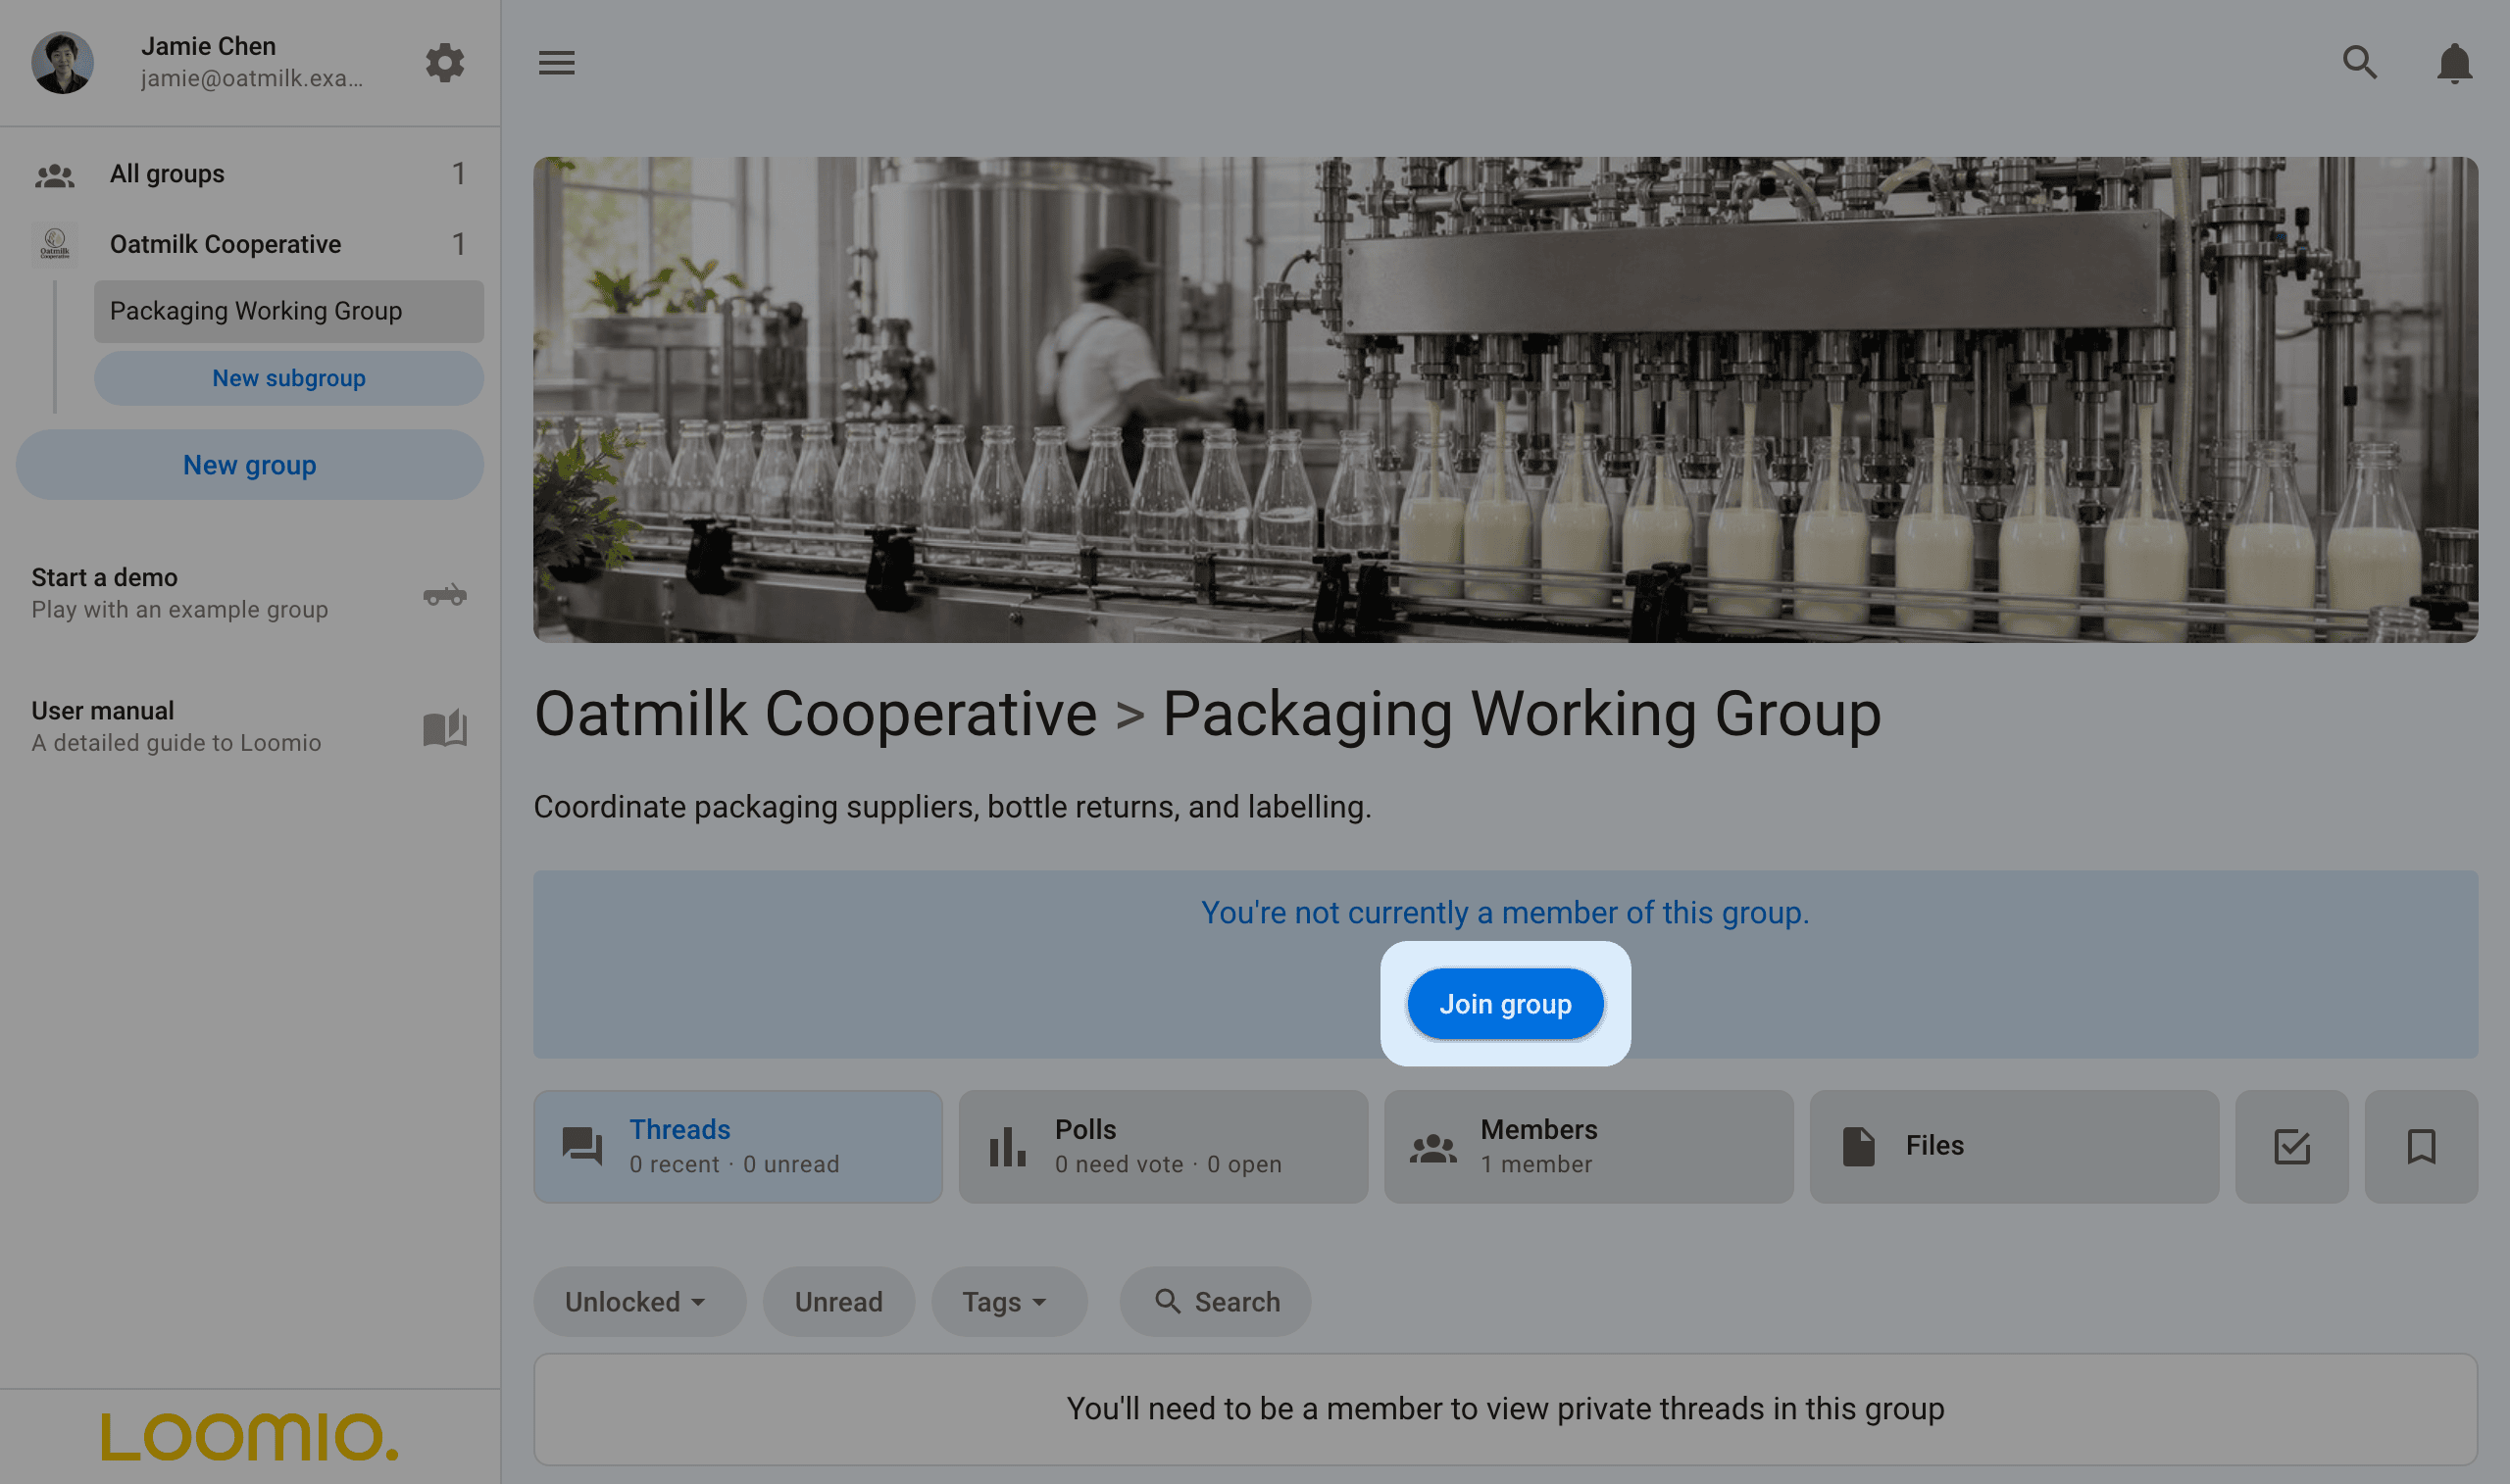 Jamie Chen
jamie@oatmilk.exa...
All groups 1
Oatmilk Cooperative
Oatmilk Cooperative 1
Packaging Working Group
New subgroup
New group
Start a demo
Play with an example group
User manual
A detailed guide to Loomio
LOOMIO.
Oatmilk Cooperative > Packaging Working Group
Coordinate packaging suppliers, bottle returns, and labelling.
You're not currently a member of this group.
Join group
Threads
0 recent · 0 unread
Polls
0 need vote · 0 open
Members
1 member
Files
Unlocked
Unread
Tags
Search
You'll need to be a member to view private threads in this group